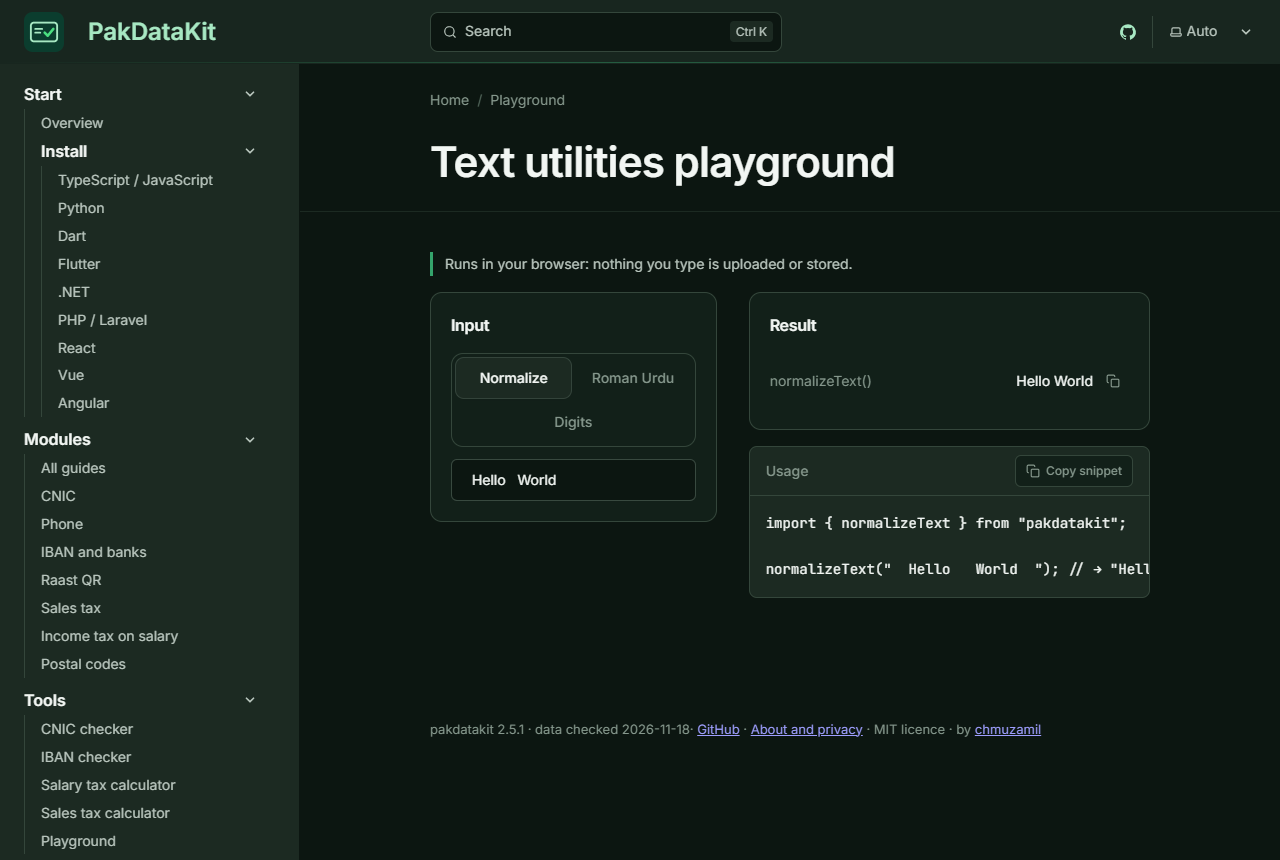 PakDataKit
Search
Ctrl K
Auto
Start
Overview
Install
TypeScript / JavaScript
Python
Dart
Flutter
.NET
PHP / Laravel
React
Vue
Angular
Modules
All guides
CNIC
Phone
IBAN and banks
Raast QR
Sales tax
Income tax on salary
Postal codes
Tools
CNIC checker
IBAN checker
Salary tax calculator
Sales tax calculator
Playground
Home / Playground
Text utilities playground
Runs in your browser: nothing you type is uploaded or stored.
Input
Normalize
Roman Urdu
Digits
Hello   World
Result
normalizeText()
Hello World
Usage
Copy snippet
import { normalizeText } from "pakdatakit";
normalizeText("  Hello   World  "); // → "Hell
pakdatakit 2.5.1 · data checked 2026-11-18· GitHub · About and privacy · MIT licence · by chmuzamil